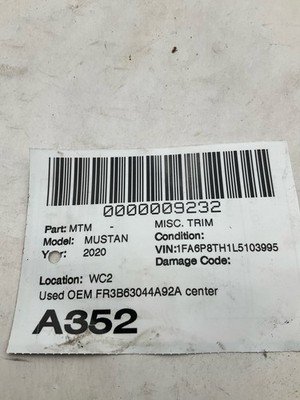 0000009232
Part: MTM - MISC. TRIM
Model: MUSTAN Condition:
Year: 2020 VIN:1FA6P8TH1L5103995
Damage Code:
Location: WC2
Used OEM FR3B63044A92A center
A352